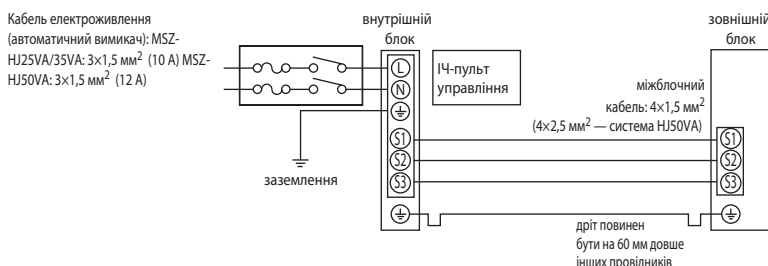 Кабель електроживлення
(автоматичний вимикач): MSZ-
HJ25VA/35VA: 3×1,5 мм² (10 А) MSZ-
HJ50VA: 3×1,5 мм² (12 А)
внутрішній
блок
зовнішній
блок
L
N
ІЧ-пульт
управління
міжблочний
кабель: 4×1,5 мм²
(4×2,5 мм² — система HJ50VA)
S1
S2
S3
S1
S2
S3
заземлення
дріт повинен
бути на 60 мм довше
інших провідників